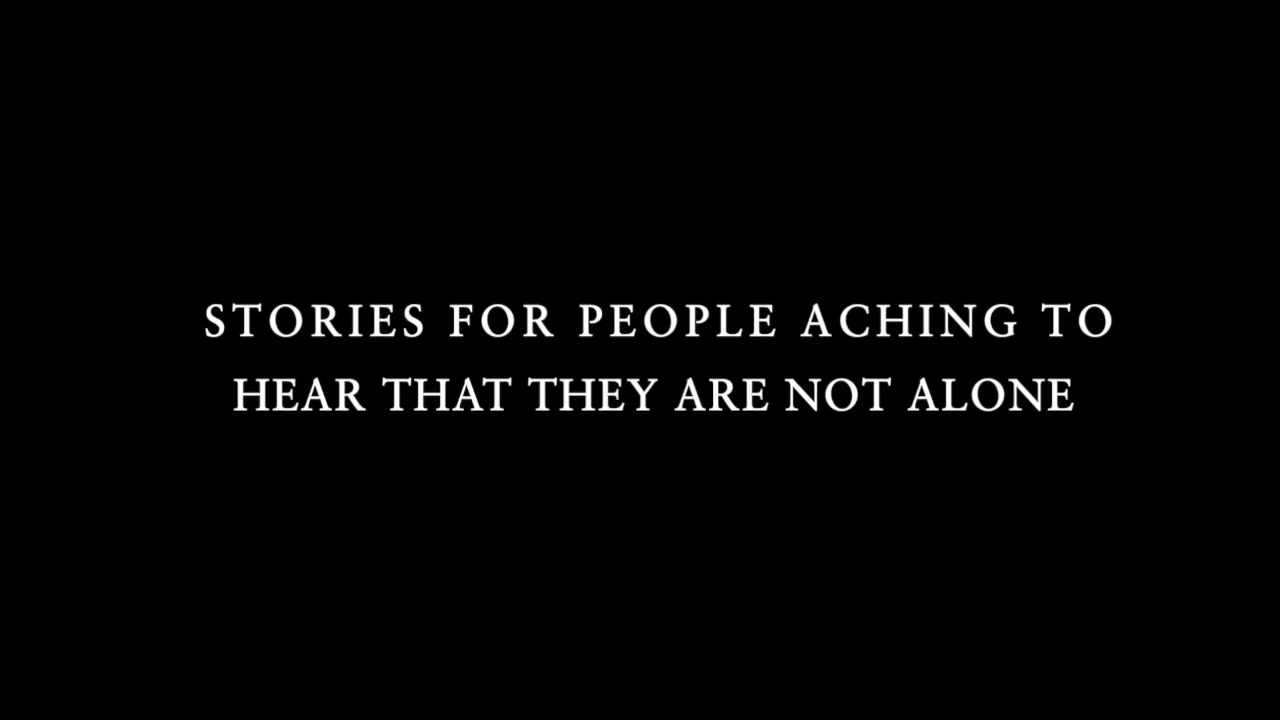 STORIES FOR PEOPLE ACHING TO
HEAR THAT THEY ARE NOT ALONE